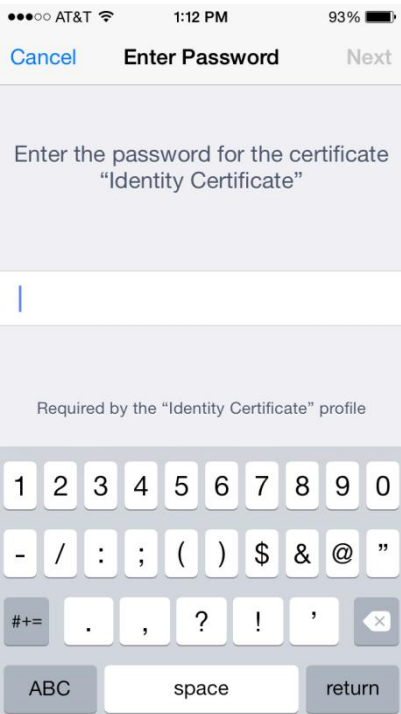 AT&T 1:12 PM 93%
Cancel Enter Password Next
Enter the password for the certificate
“Identity Certificate”
Required by the “Identity Certificate” profile
1 2 3 4 5 6 7 8 9 0
- / : ; ( ) $ & @ ”
#+= . , ? ! ’
ABC space return